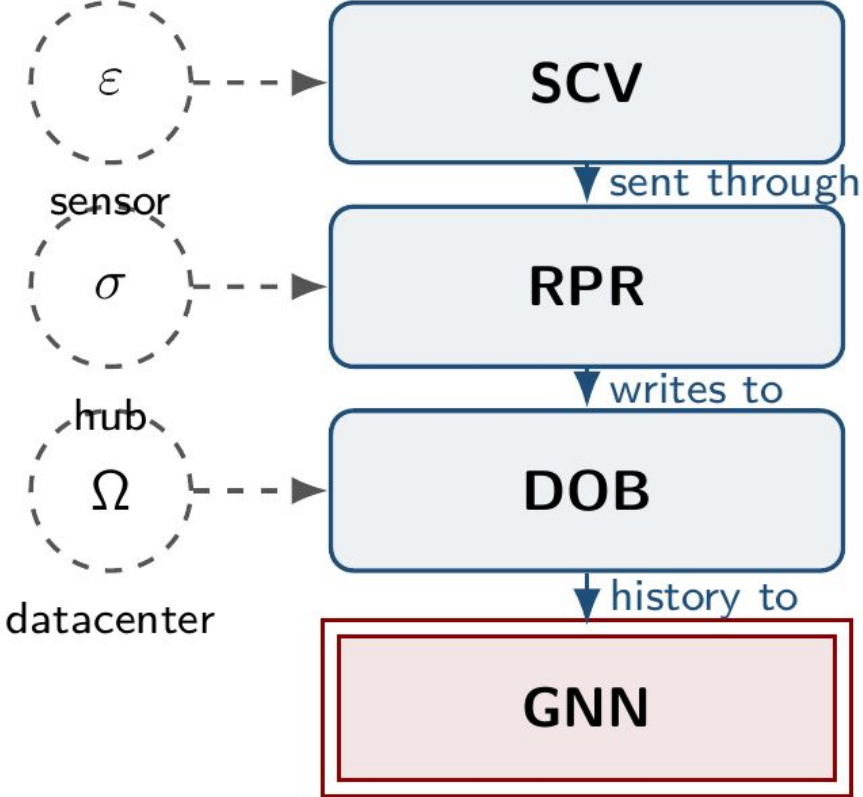 ε
SCV
sent through
sensor
σ
RPR
writes to
hub
Ω
DOB
history to
datacenter
GNN